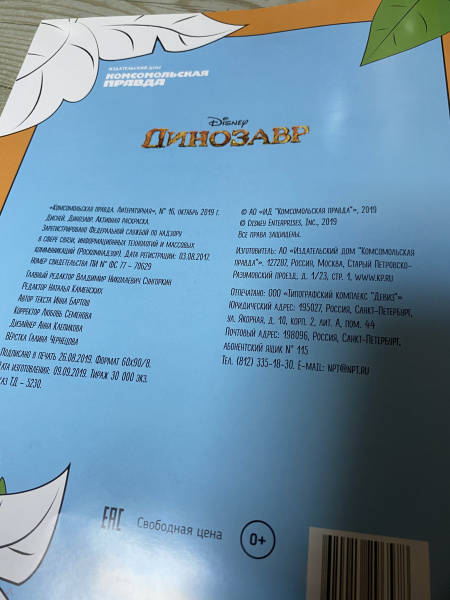 ИЗДАТЕЛЬСКИЙ ДОМ
КОМСОМОЛЬСКАЯ
ПРАВДА
Disney
ДИНОЗАВР
«Комсомольская правда. Литературная», № 16, октябрь 2019 г.
Дисней. Динозавр. Активная раскраска.
Зарегистрировано Федеральной службой по надзору
в сфере связи, информационных технологий и массовых
коммуникаций (Роскомнадзор). Дата регистрации: 03.08.2017.
Номер свидетельства ПИ № ФС 77 – 70629
Главный редактор Владимир Николаевич Сунгоркин
Редактор Наталья Каменских
Автор текста Инна Бартов
Корректор Любовь Семенова
Дизайнер Анна Хлепикова
Верстка Галина Чернецова
Подписано в печать 26.08.2019. Формат 60х90/8.
Дата изготовления: 09.09.2019. Тираж 30 000 экз.
каз ТД – 3230.
© АО «ИД "Комсомольская правда"», 2019
© Disney Enterprises, Inc., 2019
Все права защищены.
Изготовитель: АО «Издательский дом "Комсомольская
правда"». 127287, Россия, Москва, Старый Петровско-
Разумовский проезд, д. 1/23, стр. 1, www.kp.ru
Отпечатано: ООО «Типографский комплекс "Девиз"»
Юридический адрес: 195027, Россия, Санкт-Петербург,
ул. Якорная, д. 10, корп. 2, лит. А, пом. 44
Почтовый адрес: 198096, Россия, Санкт-Петербург,
абонентский ящик № 115
Тел. (812) 335-18-30. E-mail: npt@npt.ru
EAC
Свободная цена
0+